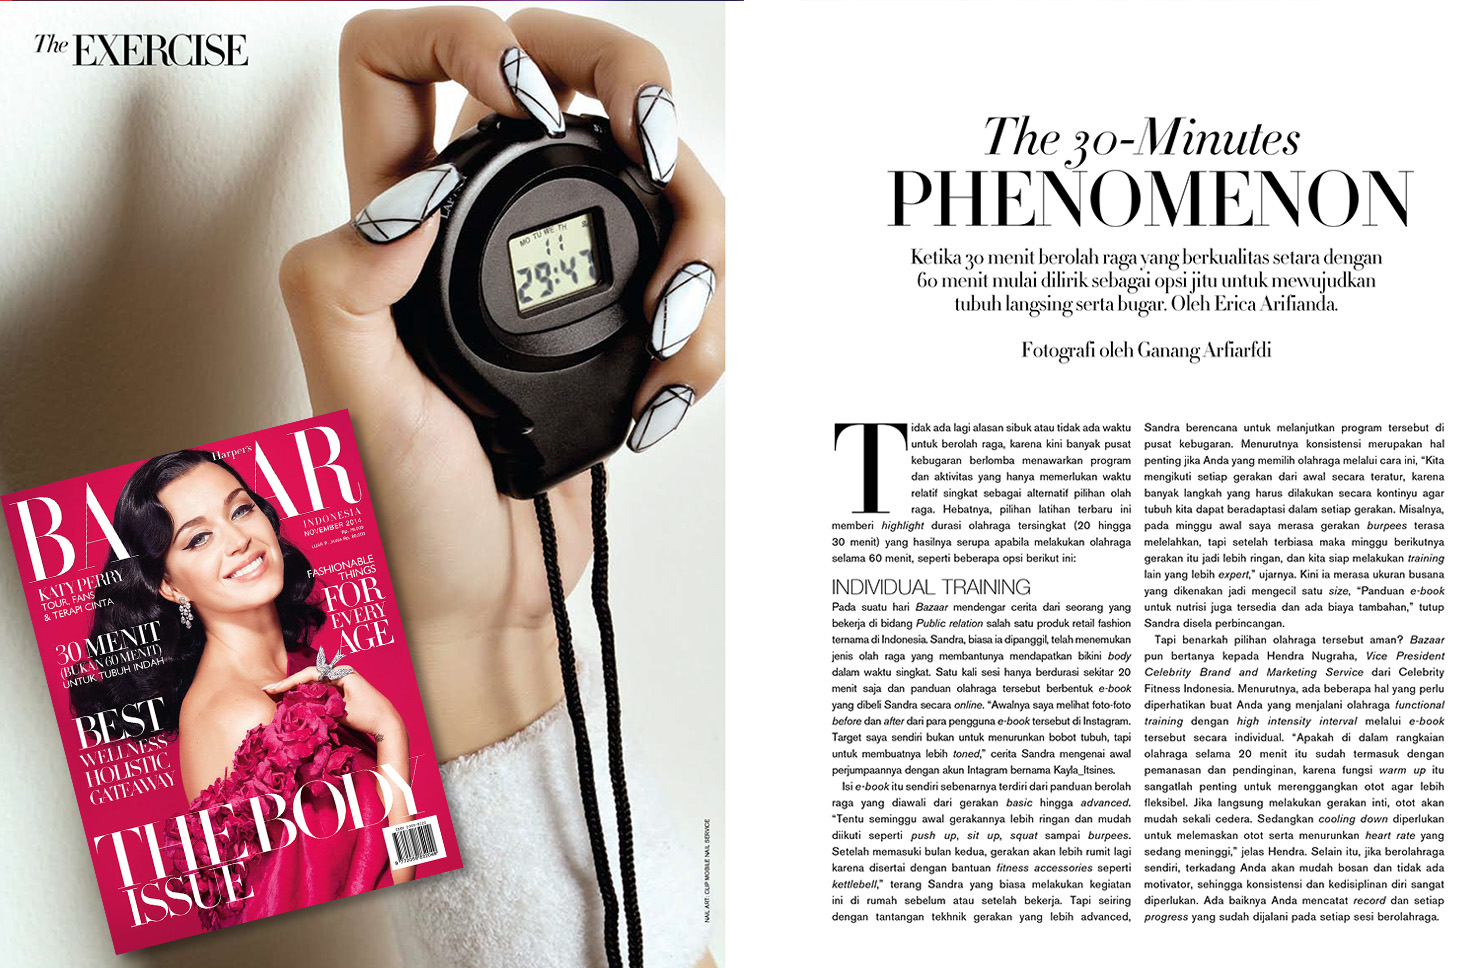 The EXERCISE
MO TU WE TH
11
29:47
Harper's
BAZAAR
INDONESIA
NOVEMBER 2014
KATY PERRY
TOUR, FANS
& TERAPI CINTA
FASHIONABLE
THINGS
FOR
EVERY
AGE
30 MENIT
(BUKAN 60 MENIT)
UNTUK TUBUH INDAH
BEST
WELLNESS
HOLISTIC
GATEAWAY
THE BODY
ISSUE
NAIL ART: CLIP MOBILE NAIL SERVICE
The 30-Minutes
PHENOMENON
Ketika 30 menit berolah raga yang berkualitas setara dengan
60 menit mulai dilirik sebagai opsi jitu untuk mewujudkan
tubuh langsing serta bugar. Oleh Erica Arifianda.
Fotografi oleh Ganang Arfiarfdi
Tidak ada lagi alasan sibuk atau tidak ada waktu
untuk berolah raga, karena kini banyak pusat
kebugaran berlomba menawarkan program
dan aktivitas yang hanya memerlukan waktu
relatif singkat sebagai alternatif pilihan olah
raga. Hebatnya, pilihan latihan terbaru ini
memberi highlight durasi olahraga tersingkat (20 hingga
30 menit) yang hasilnya serupa apabila melakukan olahraga
selama 60 menit, seperti beberapa opsi berikut ini:
INDIVIDUAL TRAINING
Pada suatu hari Bazaar mendengar cerita dari seorang yang
bekerja di bidang Public relation salah satu produk retail fashion
ternama di Indonesia. Sandra, biasa ia dipanggil, telah menemukan
jenis olah raga yang membantunya mendapatkan bikini body
dalam waktu singkat. Satu kali sesi hanya berdurasi sekitar 20
menit saja dan panduan olahraga tersebut berbentuk e-book
yang dibeli Sandra secara online. “Awalnya saya melihat foto-foto
before dan after dari para pengguna e-book tersebut di Instagram.
Target saya sendiri bukan untuk menurunkan bobot tubuh, tapi
untuk membuatnya lebih toned,” cerita Sandra mengenai awal
perjumpaannya dengan akun Intagram bernama Kayla_Itsines.
Isi e-book itu sendiri sebenarnya terdiri dari panduan berolah
raga yang diawali dari gerakan basic hingga advanced.
“Tentu seminggu awal gerakannya lebih ringan dan mudah
diikuti seperti push up, sit up, squat sampai burpees.
Setelah memasuki bulan kedua, gerakan akan lebih rumit lagi
karena disertai dengan bantuan fitness accessories seperti
kettlebell,” terang Sandra yang biasa melakukan kegiatan
ini di rumah sebelum atau setelah bekerja. Tapi seiring
dengan tantangan tekhnik gerakan yang lebih advanced,
Sandra berencana untuk melanjutkan program tersebut di
pusat kebugaran. Menurutnya konsistensi merupakan hal
penting jika Anda yang memilih olahraga melalui cara ini, “Kita
mengikuti setiap gerakan dari awal secara teratur, karena
banyak langkah yang harus dilakukan secara kontinyu agar
tubuh kita dapat beradaptasi dalam setiap gerakan. Misalnya,
pada minggu awal saya merasa gerakan burpees terasa
melelahkan, tapi setelah terbiasa maka minggu berikutnya
gerakan itu jadi lebih ringan, dan kita siap melakukan training
lain yang lebih expert,” ujarnya. Kini ia merasa ukuran busana
yang dikenakan jadi mengecil satu size, “Panduan e-book
untuk nutrisi juga tersedia dan ada biaya tambahan,” tutup
Sandra disela perbincangan.
Tapi benarkah pilihan olahraga tersebut aman? Bazaar
pun bertanya kepada Hendra Nugraha, Vice President
Celebrity Brand and Marketing Service dari Celebrity
Fitness Indonesia. Menurutnya, ada beberapa hal yang perlu
diperhatikan buat Anda yang menjalani olahraga functional
training dengan high intensity interval melalui e-book
tersebut secara individual. “Apakah di dalam rangkaian
olahraga selama 20 menit itu sudah termasuk dengan
pemanasan dan pendinginan, karena fungsi warm up itu
sangatlah penting untuk merenggangkan otot agar lebih
fleksibel. Jika langsung melakukan gerakan inti, otot akan
mudah sekali cedera. Sedangkan cooling down diperlukan
untuk melemaskan otot serta menurunkan heart rate yang
sedang meninggi,” jelas Hendra. Selain itu, jika berolahraga
sendiri, terkadang Anda akan mudah bosan dan tidak ada
motivator, sehingga konsistensi dan kedisiplinan diri sangat
diperlukan. Ada baiknya Anda mencatat record dan setiap
progress yang sudah dijalani pada setiap sesi berolahraga.